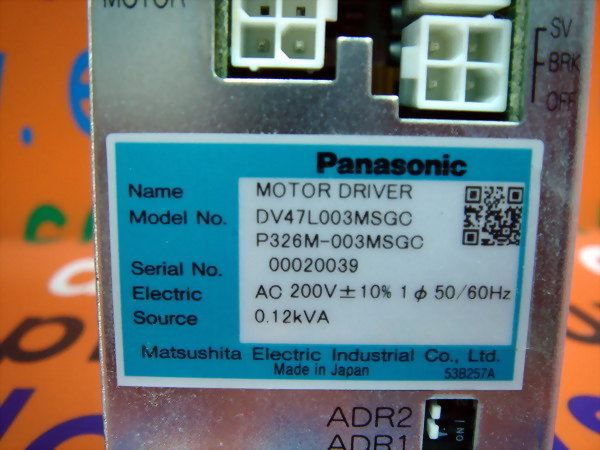 MOTOR
SV
BRK
OFF
Panasonic
Name MOTOR DRIVER
Model No. DV47L003MSGC
P326M-003MSGC
Serial No. 00020039
Electric AC 200V±10% 1φ 50/60Hz
Source 0.12kVA
Matsushita Electric Industrial Co., Ltd.
Made in Japan 53B257A
ADR2
ADR1
NO